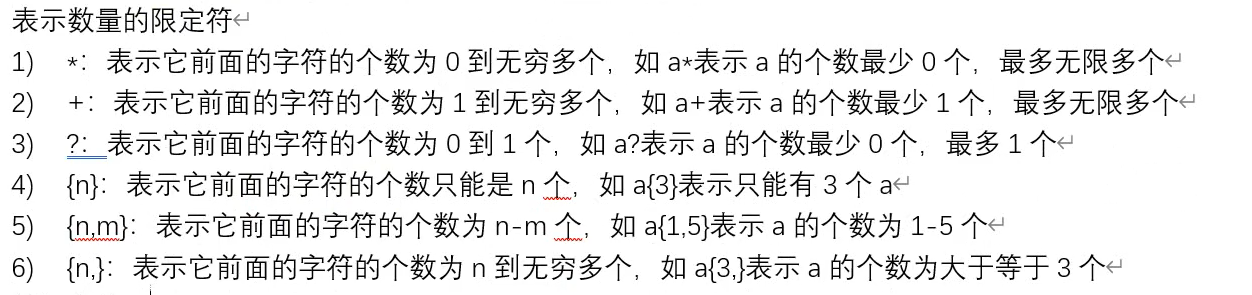 表示数量的限定符
1) *：表示它前面的字符的个数为 0 到无穷多个，如 a*表示 a 的个数最少 0 个，最多无限多个
2) +：表示它前面的字符的个数为 1 到无穷多个，如 a+表示 a 的个数最少 1 个，最多无限多个
3) ?：表示它前面的字符的个数为 0 到 1 个，如 a?表示 a 的个数最少 0 个，最多 1 个
4) {n}：表示它前面的字符的个数只能是 n 个，如 a{3}表示只能有 3 个 a
5) {n,m}：表示它前面的字符的个数为 n-m 个，如 a{1,5}表示 a 的个数为 1-5 个
6) {n,}：表示它前面的字符的个数为 n 到无穷多个，如 a{3,}表示 a 的个数为大于等于 3 个